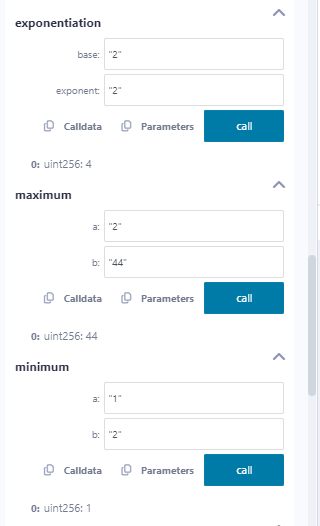 exponentiation
base: "2"
exponent: "2"
Calldata Parameters call
0: uint256: 4
maximum
a: "2"
b: "44"
Calldata Parameters call
0: uint256: 44
minimum
a: "1"
b: "2"
Calldata Parameters call
0: uint256: 1